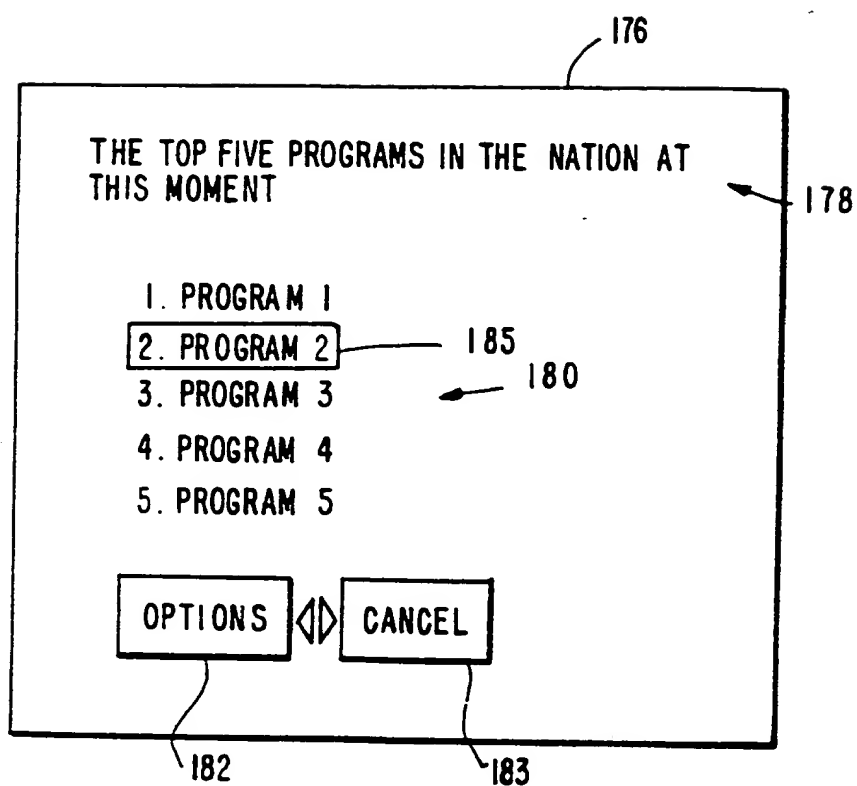 176
THE TOP FIVE PROGRAMS IN THE NATION AT
THIS MOMENT
178
1. PROGRAM 1
2. PROGRAM 2
185
3. PROGRAM 3
180
4. PROGRAM 4
5. PROGRAM 5
OPTIONS
CANCEL
182
183